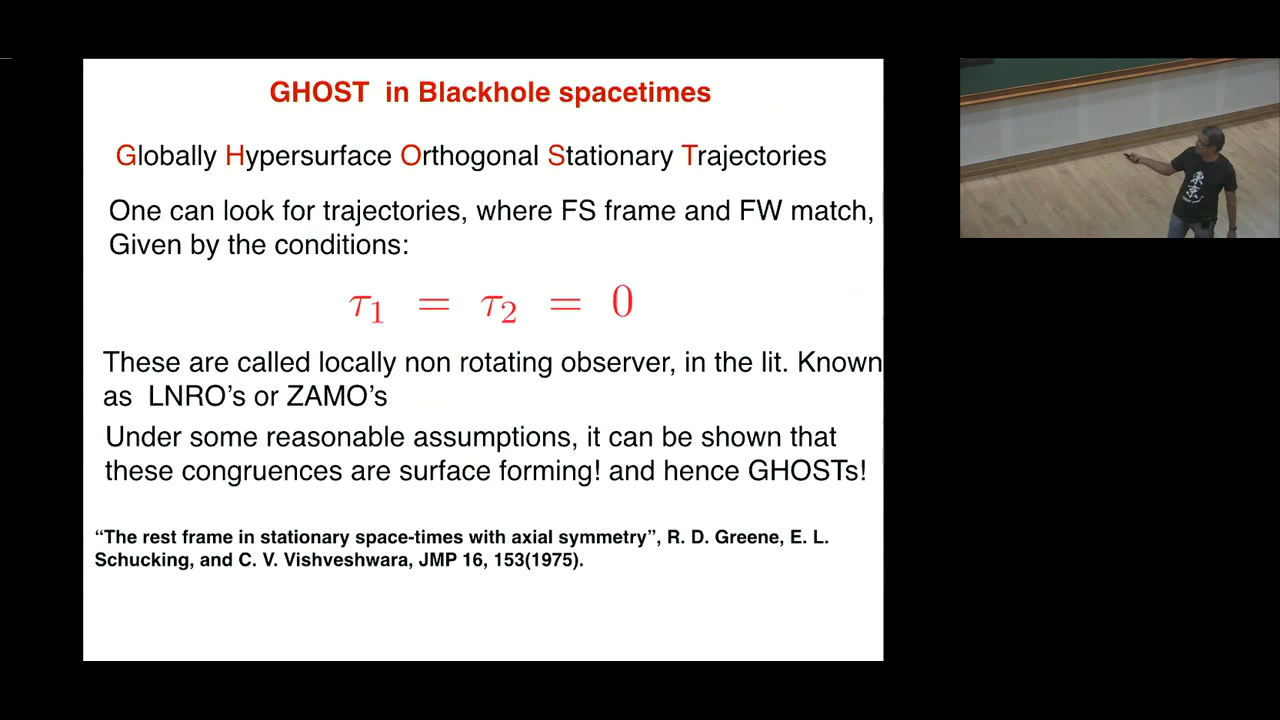 GHOST in Blackhole spacetimes
Globally Hypersurface Orthogonal Stationary Trajectories
One can look for trajectories, where FS frame and FW match,
Given by the conditions:
τ₁ = τ₂ = 0
These are called locally non rotating observer, in the lit. Known
as LNRO’s or ZAMO’s
Under some reasonable assumptions, it can be shown that
these congruences are surface forming! and hence GHOSTs!
“The rest frame in stationary space-times with axial symmetry”, R. D. Greene, E. L.
Schucking, and C. V. Vishveshwara, JMP 16, 153(1975).
東京